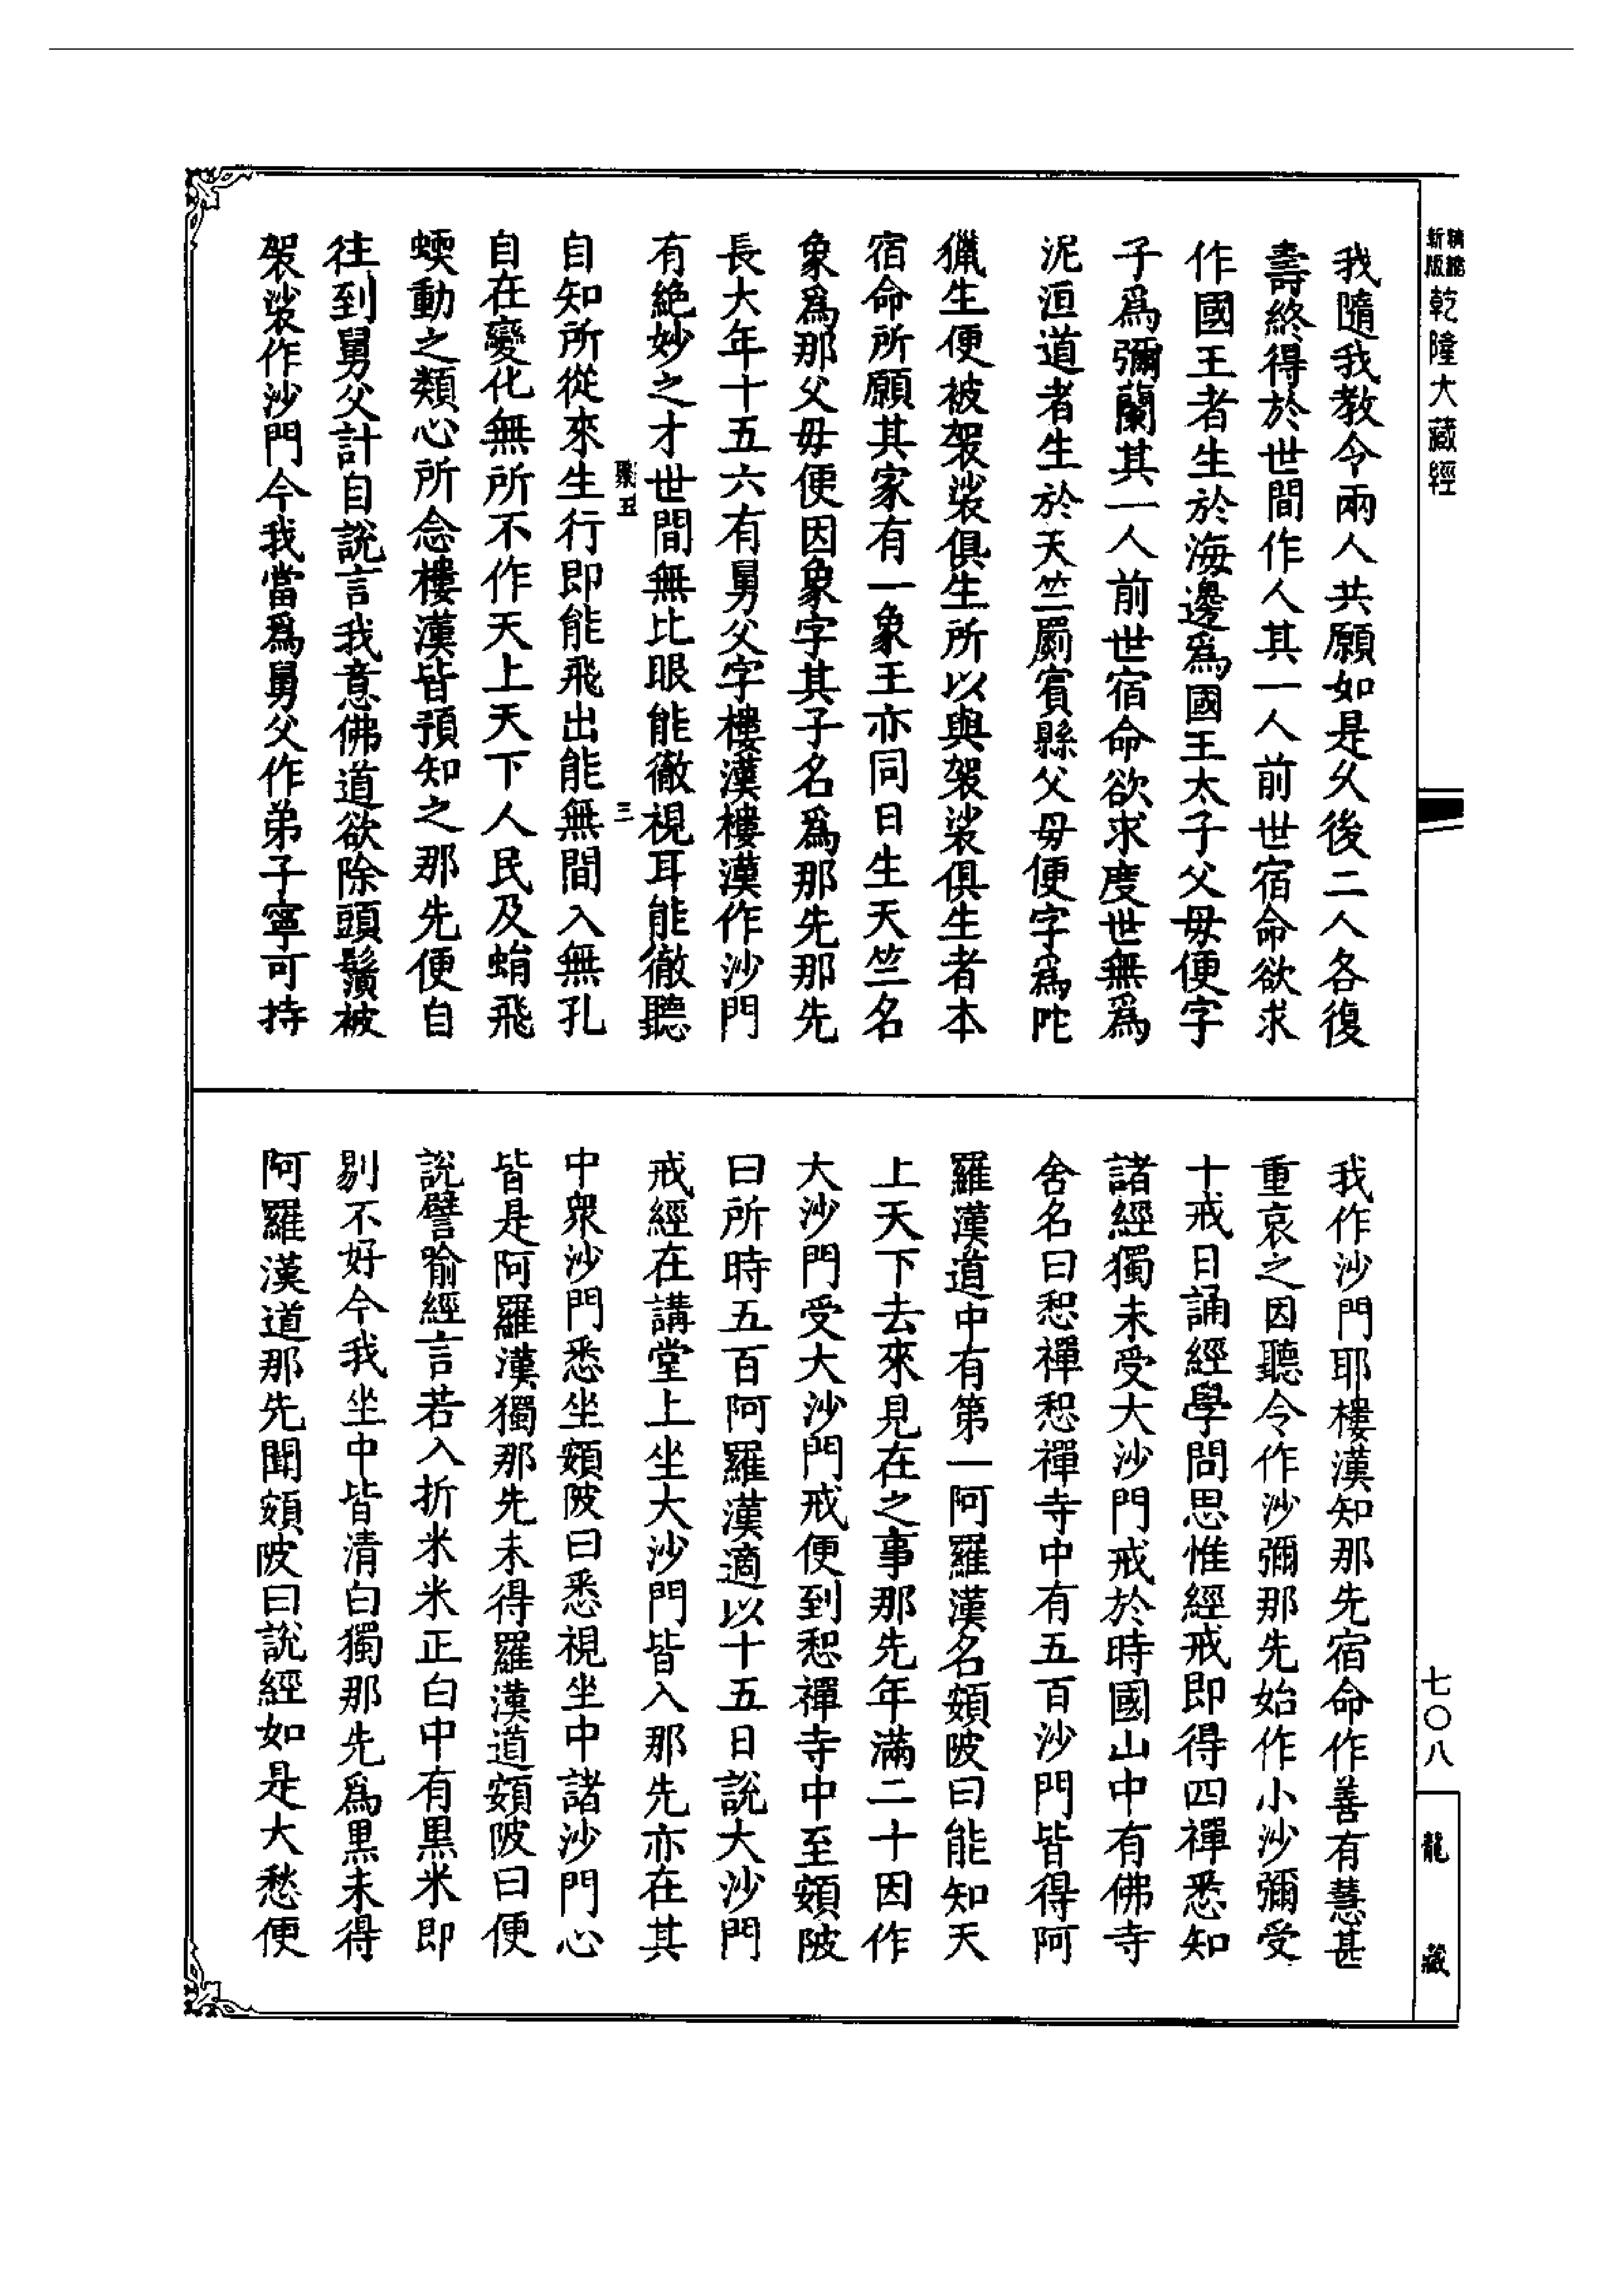 精縮新版乾隆大藏經
七〇八
龍藏
我隨我教令兩人共願如是久後二人各復
壽終得於世間作人其一人前世宿命欲求
作國王者生於海邊爲國王太子父母便字
子爲彌蘭其一人前世宿命欲求度世無爲
泥洹道者生於天竺罽賓縣父母便字爲陀
獵生便被袈裟俱生所以與袈裟俱生者本
宿命所願其家有一象王亦同日生天竺名
象爲那父母便因象字其子名爲那先那先
長大年十五六有舅父字樓漢樓漢作沙門
有絶妙之才世間無比眼能徹視耳能徹聽
自知所從來生行即能飛出能無間入無孔
自在變化無所不作天上天下人民及蜎飛
蠕動之類心所念樓漢皆預知之那先便自
往到舅父計自說言我意佛道欲除頭鬚被
袈裟作沙門今我當爲舅父作弟子寧可持
聚五
三
我作沙門耶樓漢知那先宿命作善有慧甚
重哀之因聽令作沙彌那先始作小沙彌受
十戒日誦經學問思惟經戒即得四禪悉知
諸經獨未受大沙門戒於時國山中有佛寺
舍名曰惒禪惒禪寺中有五百沙門皆得阿
羅漢道中有第一阿羅漢名頞陂曰能知天
上天下去來見在之事那先年滿二十因作
大沙門受大沙門戒便到惒禪寺中至頞陂
曰所時五百阿羅漢適以十五日說大沙門
戒經在講堂上坐大沙門皆入那先亦在其
中衆沙門悉坐頞陂曰悉視坐中諸沙門心
皆是阿羅漢獨那先未得羅漢道頞陂曰便
說譬喻經言若入折米米正白中有黑米即
剔不好今我坐中皆清白獨那先爲黑未得
阿羅漢道那先聞頞陂曰說經如是大愁便